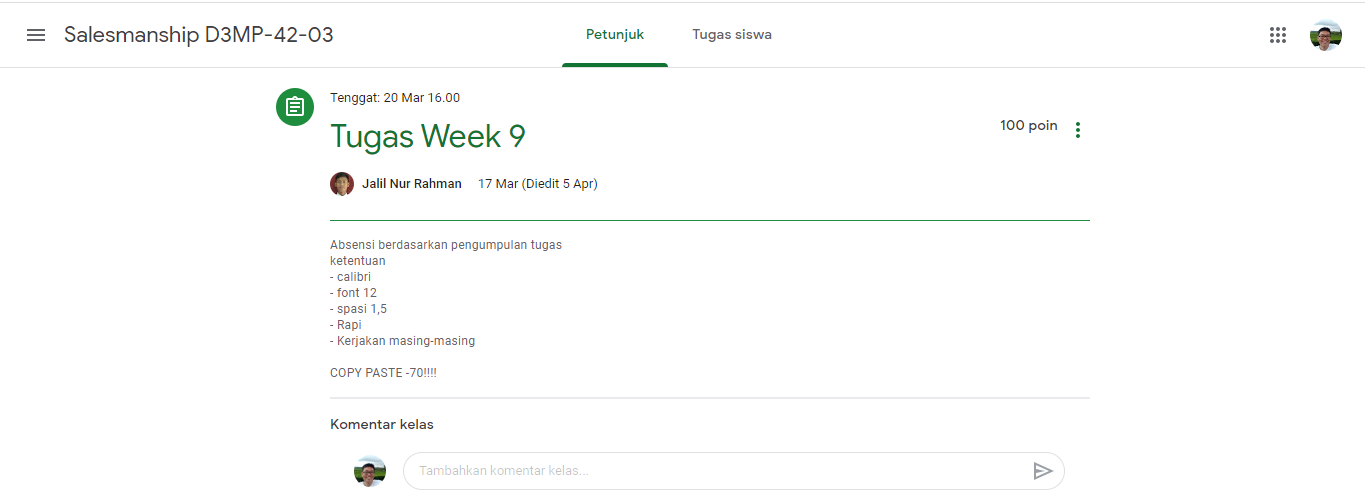 Salesmanship D3MP-42-03
Petunjuk
Tugas siswa
Tenggat: 20 Mar 16.00
Tugas Week 9
100 poin
Jalil Nur Rahman 17 Mar (Diedit 5 Apr)
Absensi berdasarkan pengumpulan tugas
ketentuan
- calibri
- font 12
- spasi 1,5
- Rapi
- Kerjakan masing-masing
COPY PASTE -70!!!!
Komentar kelas
Tambahkan komentar kelas...